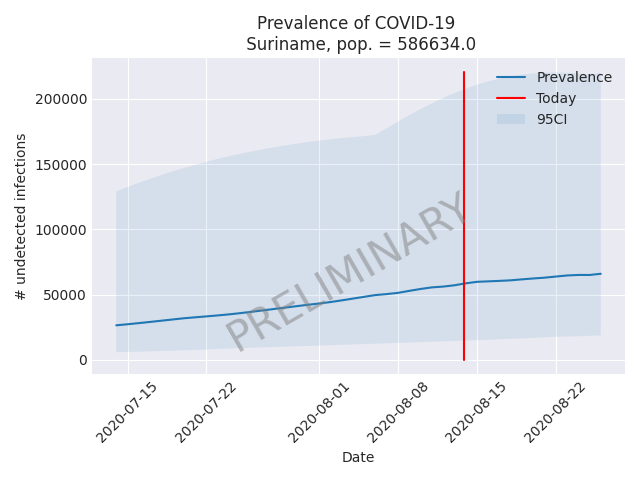 Prevalence of COVID-19
Suriname, pop. = 586634.0
Prevalence
Today
95CI
200000
150000
100000
50000
0
# undetected infections
PRELIMINARY
2020-07-15
2020-07-22
2020-08-01
2020-08-08
2020-08-15
2020-08-22
Date